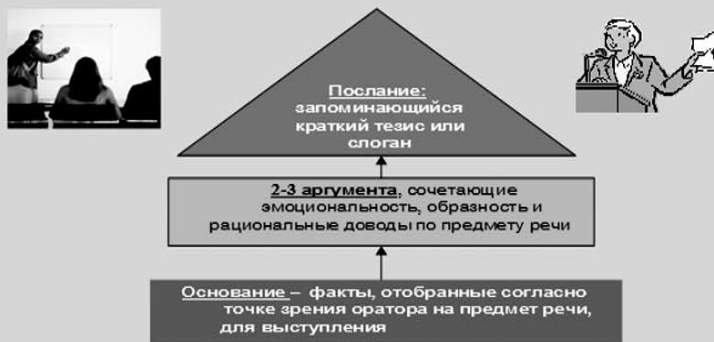 Послание:
запоминающийся
краткий тезис или
слоган
2-3 аргумента, сочетающие
эмоциональность, образность и
рациональные доводы по предмету речи
Основание – факты, отобранные согласно
точке зрения оратора на предмет речи,
для выступления